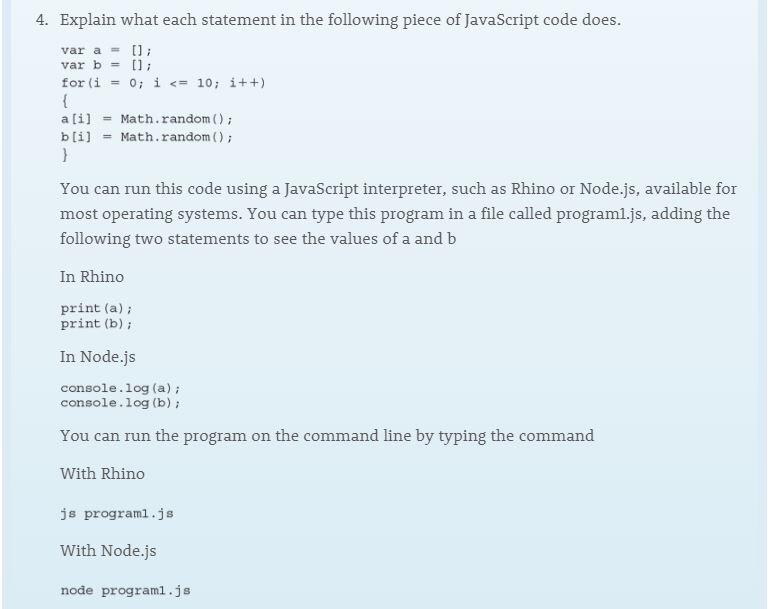 4. Explain what each statement in the following piece of JavaScript code does.
var a = [];
var b = [];
for(i = 0; i <= 10; i++)
{
a[i] = Math.random();
b[i] = Math.random();
}
You can run this code using a JavaScript interpreter, such as Rhino or Node.js, available for
most operating systems. You can type this program in a file called program1.js, adding the
following two statements to see the values of a and b
In Rhino
print(a);
print(b);
In Node.js
console.log(a);
console.log(b);
You can run the program on the command line by typing the command
With Rhino
js program1.js
With Node.js
node program1.js